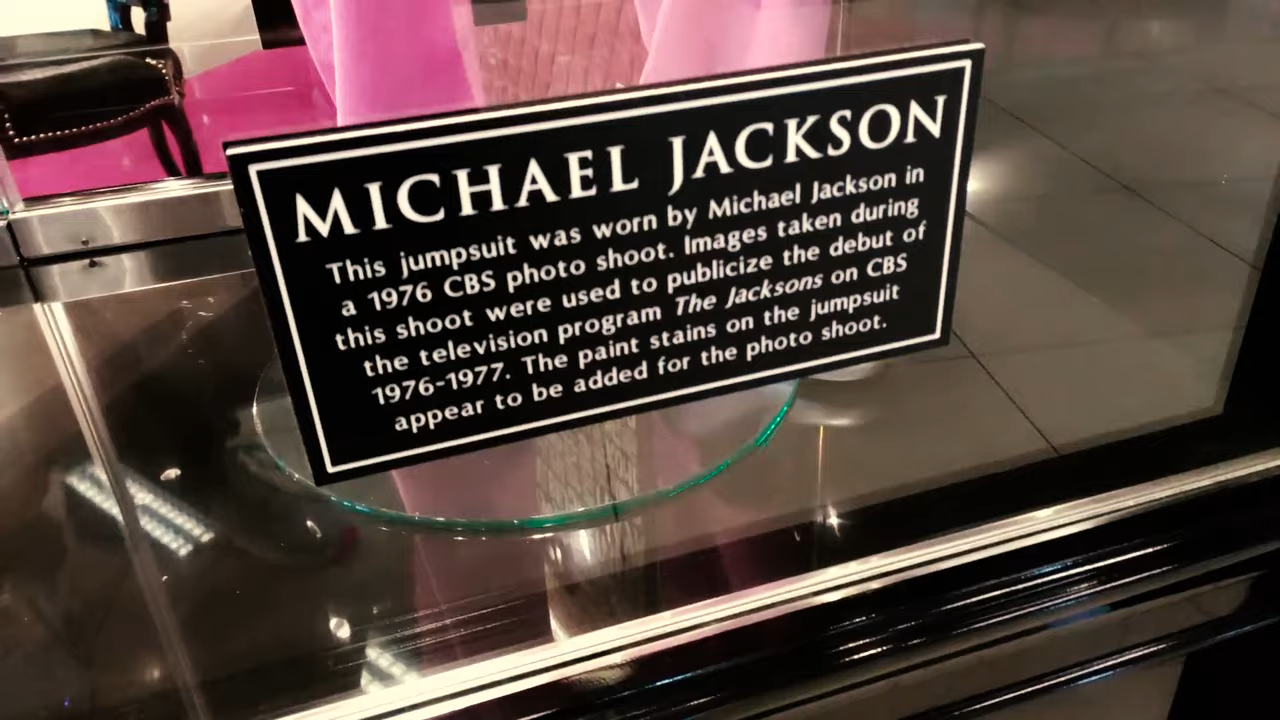 MICHAEL JACKSON
This jumpsuit was worn by Michael Jackson in
a 1976 CBS photo shoot. Images taken during
this shoot were used to publicize the debut of
the television program The Jacksons on CBS
1976-1977. The paint stains on the jumpsuit
appear to be added for the photo shoot.